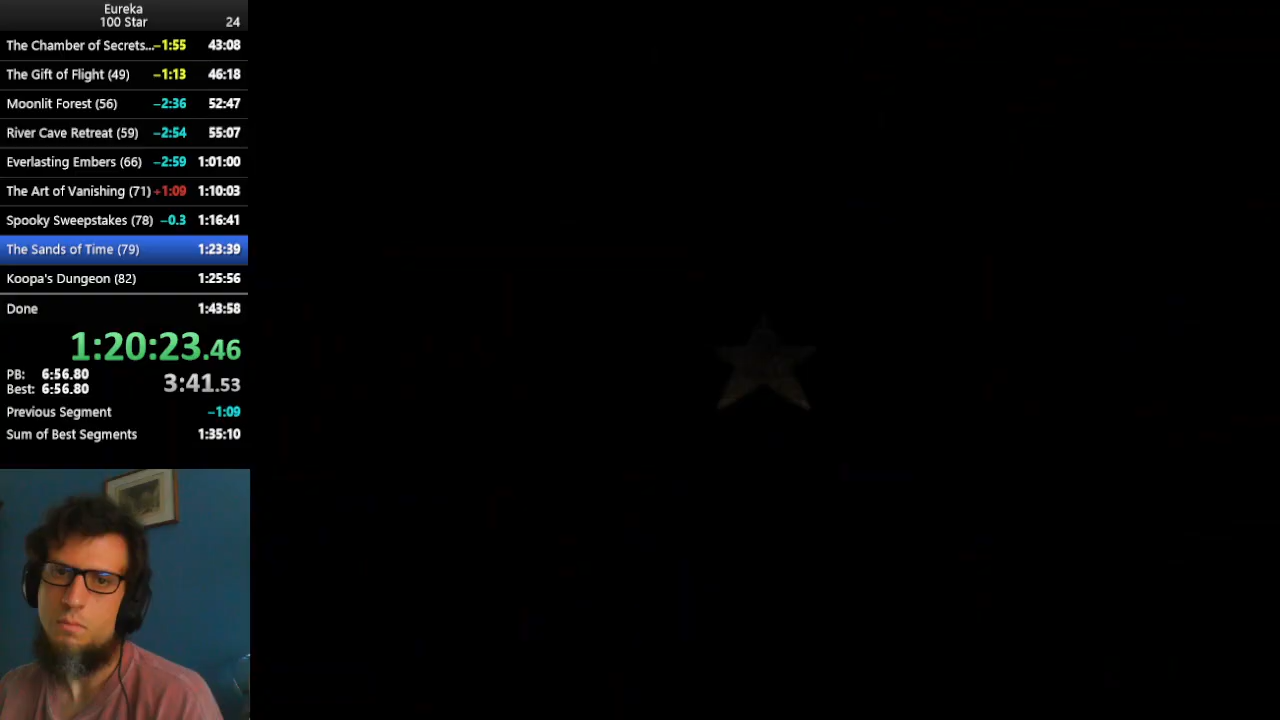 Eureka
100 Star 24
The Chamber of Secrets... -1:55 43:08
The Gift of Flight (49) -1:13 46:18
Moonlit Forest (56) -2:36 52:47
River Cave Retreat (59) -2:54 55:07
Everlasting Embers (66) -2:59 1:01:00
The Art of Vanishing (71) +1:09 1:10:03
Spooky Sweepstakes (78) -0.3 1:16:41
The Sands of Time (79) 1:23:39
Koopa's Dungeon (82) 1:25:56
Done 1:43:58
1:20:23.46
PB: 6:56.80
Best: 6:56.80
3:41.53
Previous Segment -1:09
Sum of Best Segments 1:35:10